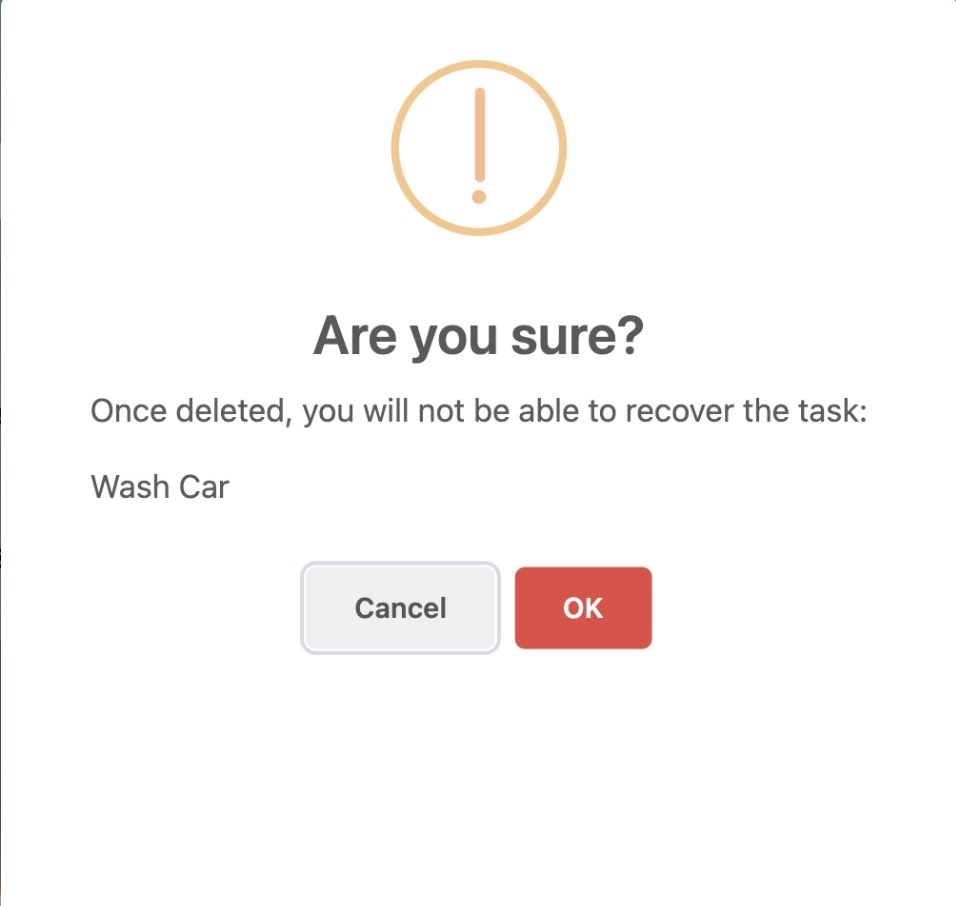 Are you sure?
Once deleted, you will not be able to recover the task:
Wash Car
Cancel
OK